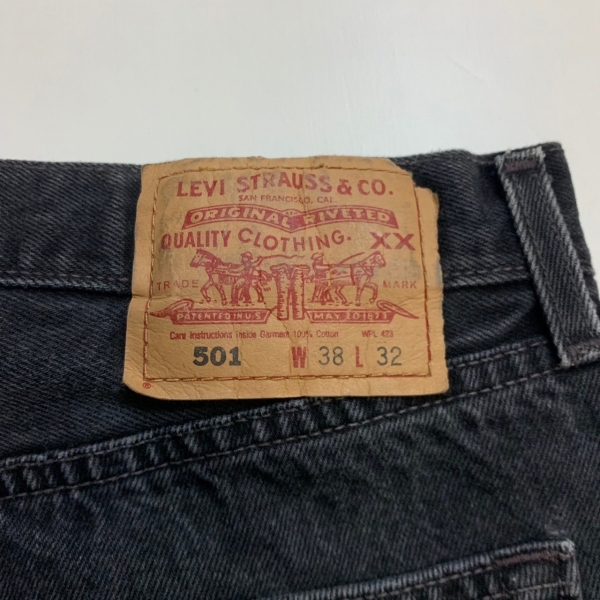 LEVI STRAUSS & CO.
SAN FRANCISCO, CAL.
ORIGINAL RIVETED
QUALITY CLOTHING. XX
TRADE MARK
PATENTED IN U.S. MAY 20 1873
Care Instructions Inside Garment 100% Cotton WPL 423
501 W 38 L 32
®